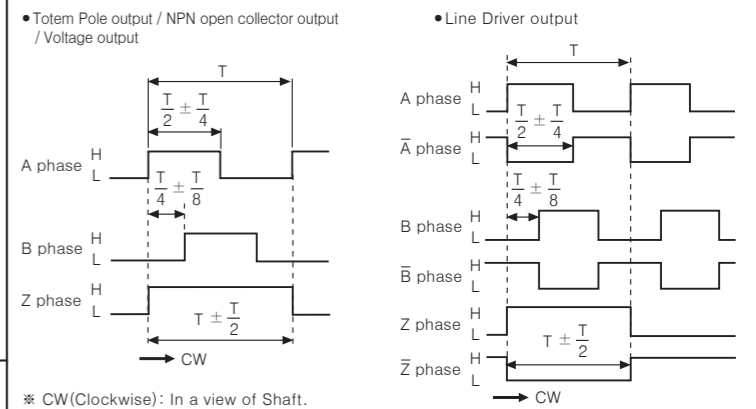 • Totem Pole output / NPN open collector output
/ Voltage output
T
T/2 ± T/4
A phase H
L
T/4 ± T/8
B phase H
L
Z phase H
L
T ± T/2
CW
※ CW(Clockwise): In a view of Shaft.
• Line Driver output
T
A phase H
L
T/2 ± T/4
A̅ phase H
L
T/4 ± T/8
B phase H
L
B̅ phase H
L
Z phase H
L
T ± T/2
Z̅ phase H
L
CW